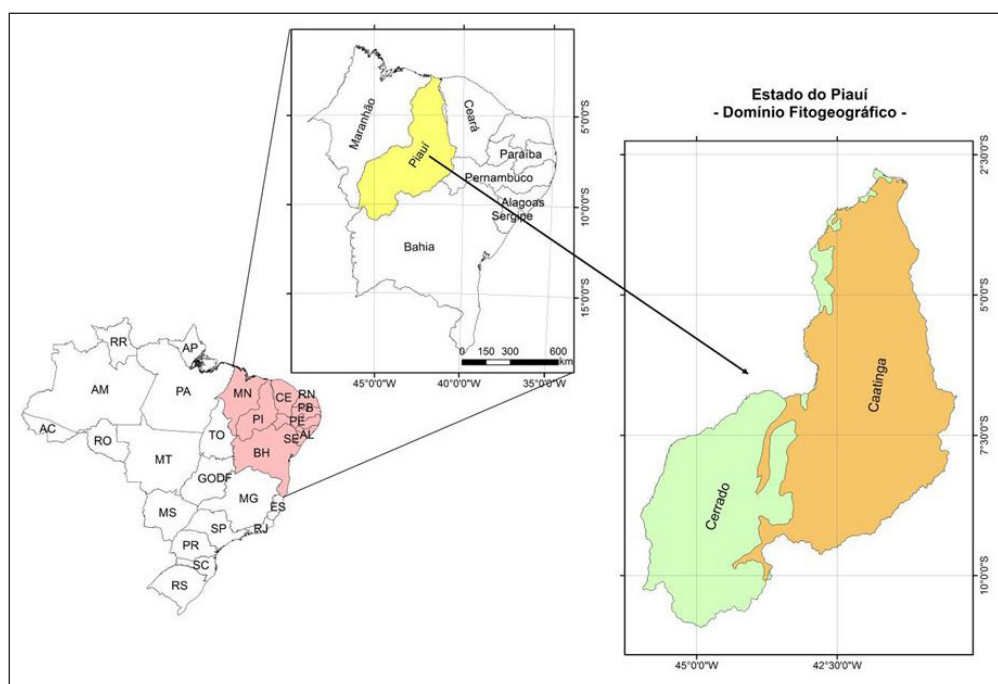 RR
AP
AM
PA
AC
RO
MT
TO
GODF
MS
MG
ES
SP
RJ
PR
SC
RS
MN
CE
RN
PB
PI
PE
AL
SE
BH
Maranhão
Ceará
Piauí
Paraíba
Pernambuco
Alagoas
Sergipe
Bahia
5°0'0"S
10°0'0"S
15°0'0"S
0 150 300 600
km
45°0'0"W 40°0'0"W 35°0'0"W
Estado do Piauí
- Domínio Fitogeográfico -
Caatinga
Cerrado
2°30'0"S
5°0'0"S
7°30'0"S
10°0'0"S
45°0'0"W 42°30'0"W